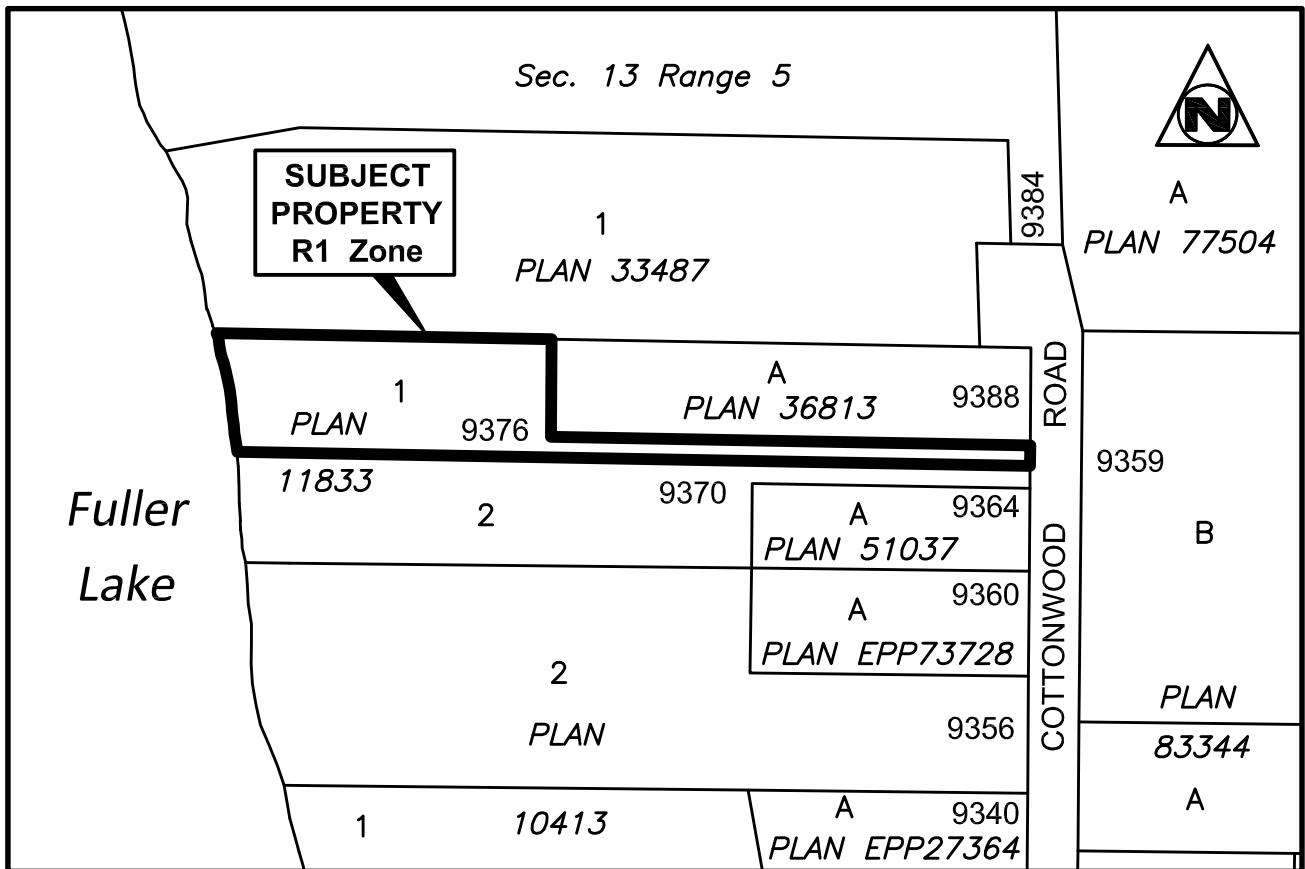 Sec. 13 Range 5
N
SUBJECT
PROPERTY
R1 Zone
1
PLAN 33487
9384
A
PLAN 77504
1
PLAN
9376
11833
A
PLAN 36813
9388
COTTONWOOD ROAD
9359
B
PLAN
83344
A
Fuller
Lake
2
9370
A
9364
PLAN 51037
A
9360
PLAN EPP73728
2
PLAN
9356
1
10413
A
9340
PLAN EPP27364